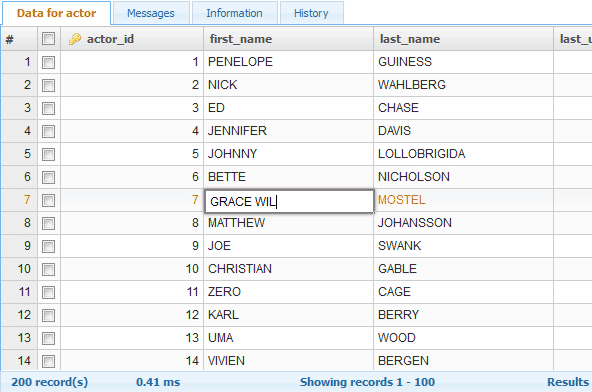 Data for actor Messages Information History
# actor_id first_name last_name last_u
1 1 PENELOPE GUINESS
2 2 NICK WAHLBERG
3 3 ED CHASE
4 4 JENNIFER DAVIS
5 5 JOHNNY LOLLOBRIGIDA
6 6 BETTE NICHOLSON
7 7 GRACE WIL MOSTEL
8 8 MATTHEW JOHANSSON
9 9 JOE SWANK
10 10 CHRISTIAN GABLE
11 11 ZERO CAGE
12 12 KARL BERRY
13 13 UMA WOOD
14 14 VIVIEN BERGEN
200 record(s) 0.41 ms Showing records 1 - 100 Results